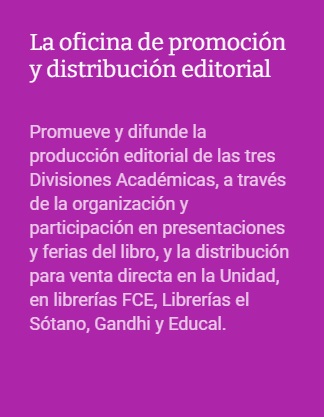 La oficina de promoción
y distribución editorial
Promueve y difunde la
producción editorial de las tres
Divisiones Académicas, a través
de la organización y
participación en presentaciones
y ferias del libro, y la distribución
para venta directa en la Unidad,
en librerías FCE, Librerías el
Sótano, Gandhi y Educal.